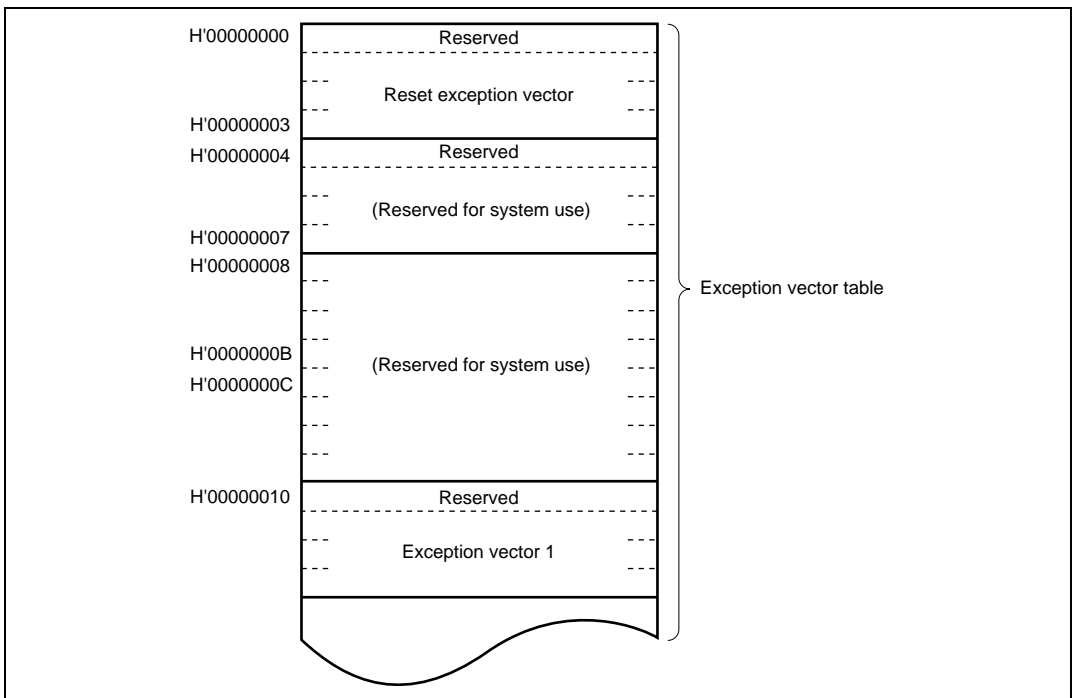 H'00000000
Reserved
Reset exception vector
H'00000003
H'00000004
Reserved
(Reserved for system use)
H'00000007
H'00000008
Exception vector table
H'0000000B
(Reserved for system use)
H'0000000C
H'00000010
Reserved
Exception vector 1